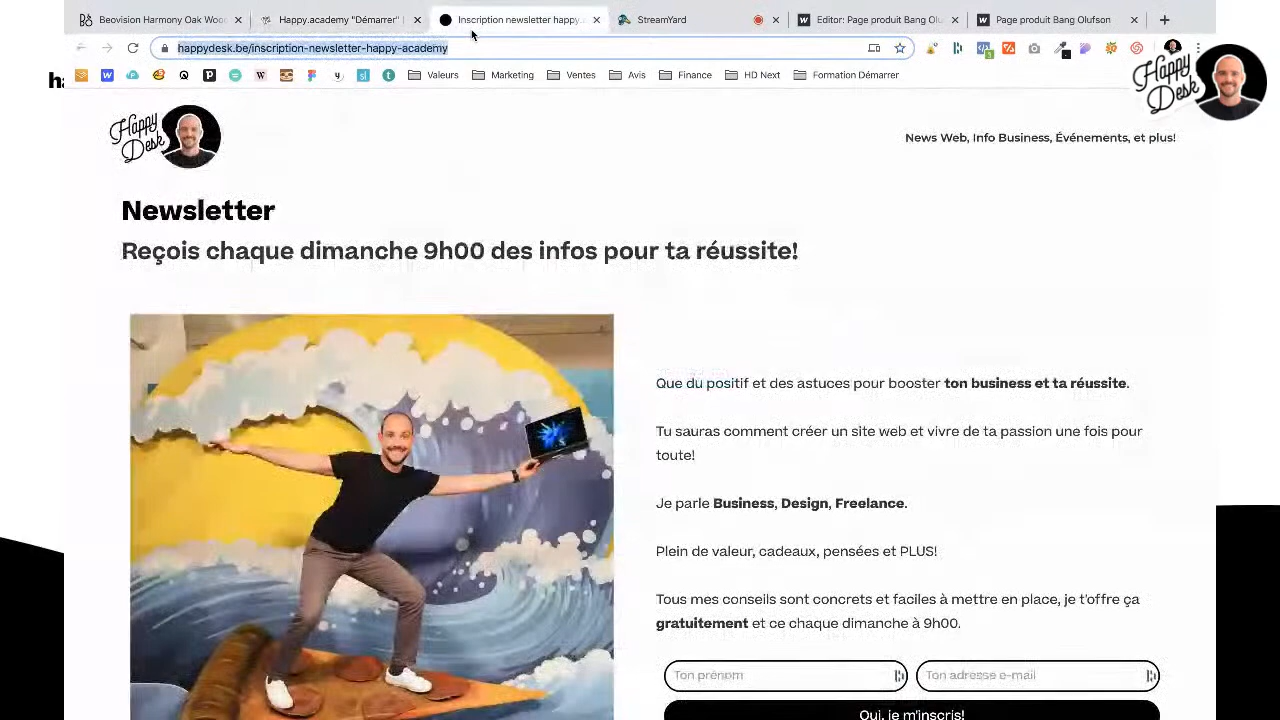 Beovision Harmony Oak Woo
Happy.academy "Démarrer"
Inscription newsletter happy.
StreamYard
Editor: Page produit Bang Olu
Page produit Bang Olufson
happydesk.be/inscription-newsletter-happy-academy
Valeurs
Marketing
Ventes
Avis
Finance
HD Next
Formation Démarrer
Happy
Desk
Happy
Desk
News Web, Info Business, Événements, et plus!
Newsletter
Reçois chaque dimanche 9h00 des infos pour ta réussite!
Que du positif et des astuces pour booster ton business et ta réussite.
Tu sauras comment créer un site web et vivre de ta passion une fois pour
toute!
Je parle Business, Design, Freelance.
Plein de valeur, cadeaux, pensées et PLUS!
Tous mes conseils sont concrets et faciles à mettre en place, je t'offre ça
gratuitement et ce chaque dimanche à 9h00.
Ton prénom
Ton adresse e-mail
Oui, je m'inscris!